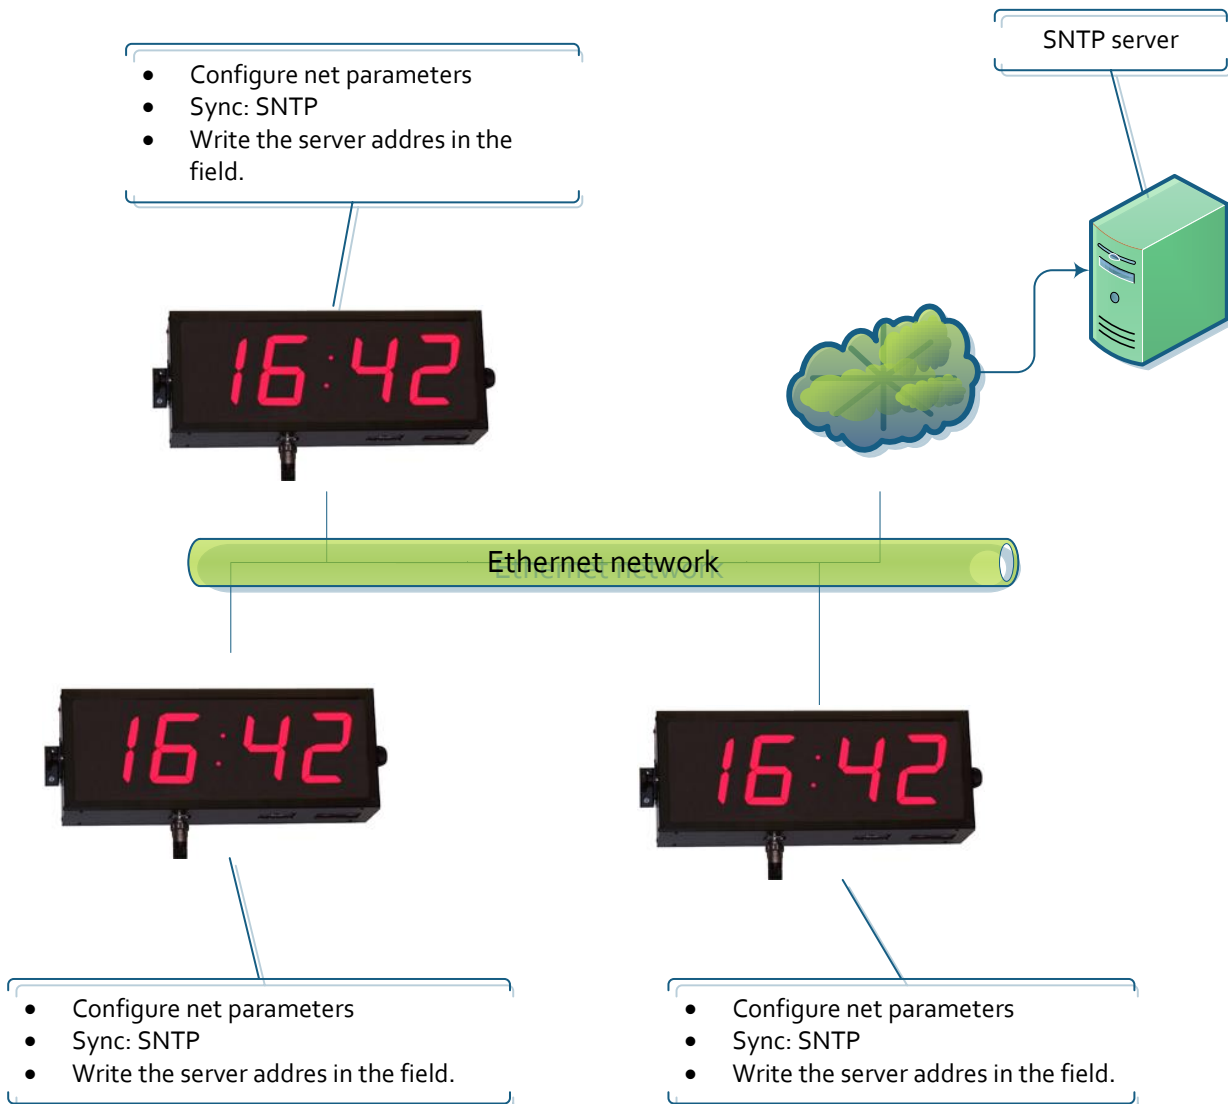 SNTP server
• Configure net parameters
• Sync: SNTP
• Write the server addres in the
field.
16:42
Ethernet network
16:42
16:42
• Configure net parameters
• Sync: SNTP
• Write the server addres in the field.
• Configure net parameters
• Sync: SNTP
• Write the server addres in the field.